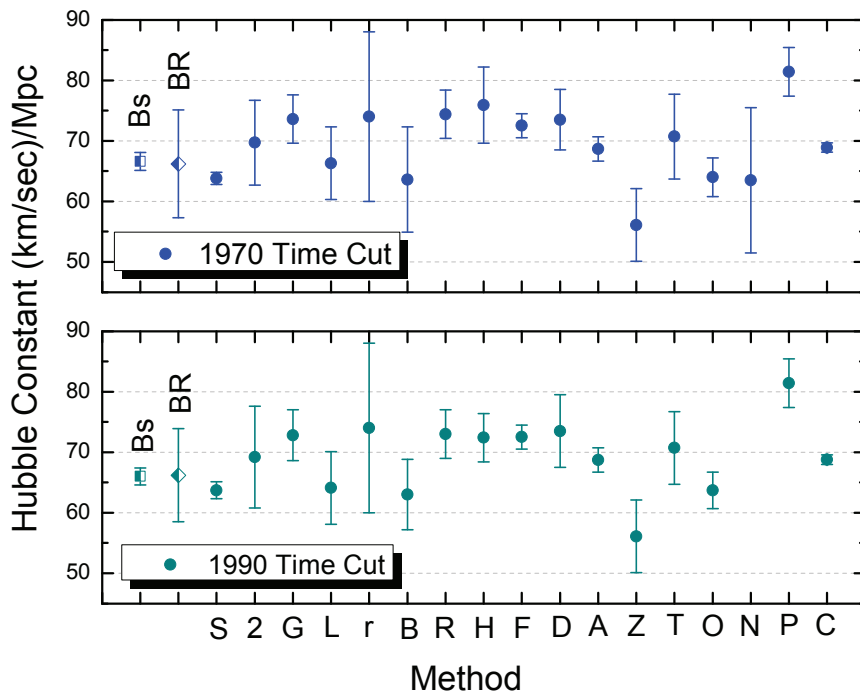 Hubble Constant (km/sec)/Mpc
90
80
70
60
50
Bs
BR
1970 Time Cut
90
80
70
60
50
Bs
BR
1990 Time Cut
S 2 G L r B R H F D A Z T O N P C
Method